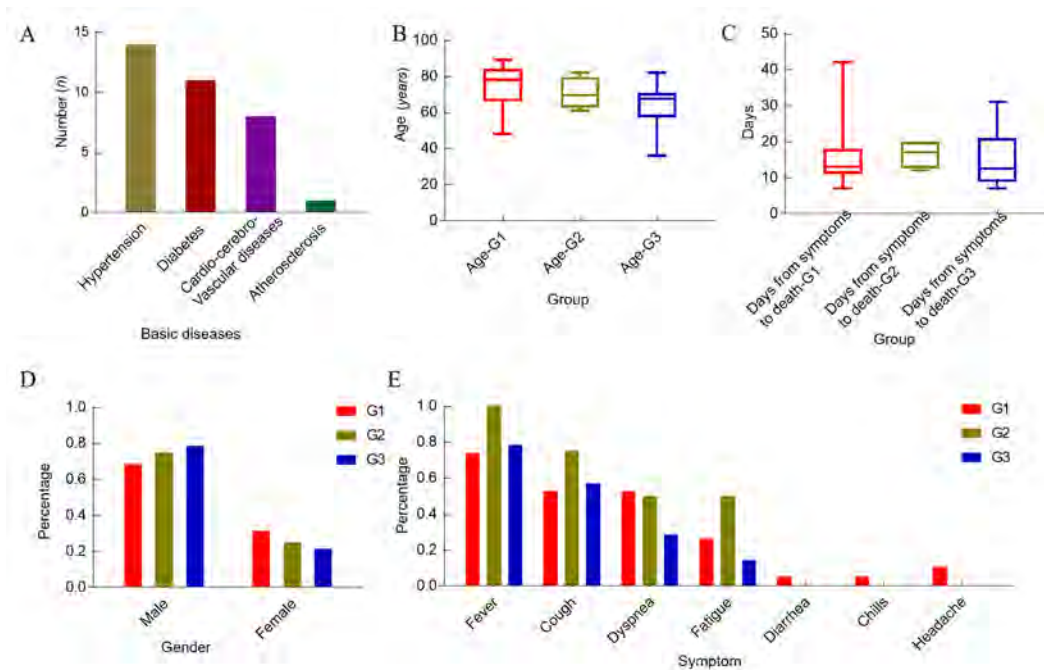 A
Number (n)
15
10
5
0
Hypertension
Diabetes
Cardio-cerebro-
Vascular diseases
Atherosclerosis
Basic diseases
B
Age (years)
100
80
60
40
20
0
Age-G1
Age-G2
Age-G3
Group
C
Days
50
40
30
20
10
0
Days from symptoms
to death-G1
Days from symptoms
to death-G2
Days from symptoms
to death-G3
Group
D
Percentage
1.0
0.8
0.6
0.4
0.2
0.0
Male
Female
Gender
G1
G2
G3
E
Percentage
1.0
0.8
0.6
0.4
0.2
0.0
Fever
Cough
Dyspnea
Fatigue
Diarrhea
Chills
Headache
Symptom
G1
G2
G3